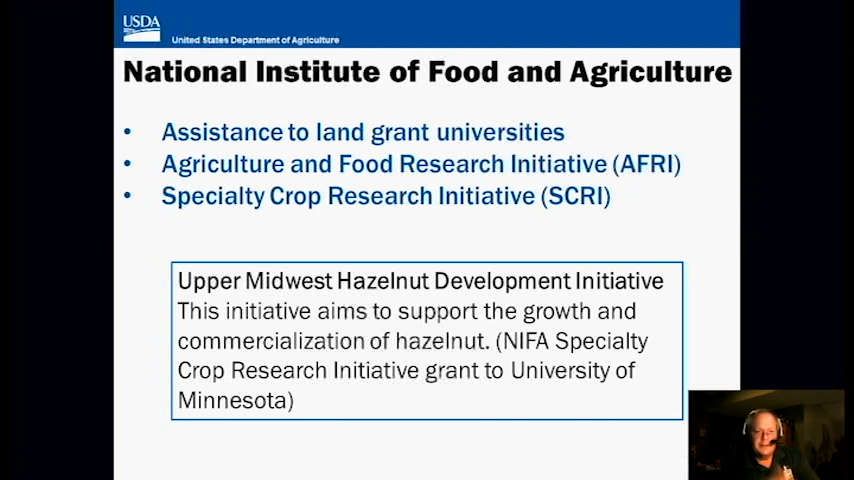 USDA
United States Department of Agriculture
National Institute of Food and Agriculture
• Assistance to land grant universities
• Agriculture and Food Research Initiative (AFRI)
• Specialty Crop Research Initiative (SCRI)
Upper Midwest Hazelnut Development Initiative
This initiative aims to support the growth and
commercialization of hazelnut. (NIFA Specialty
Crop Research Initiative grant to University of
Minnesota)